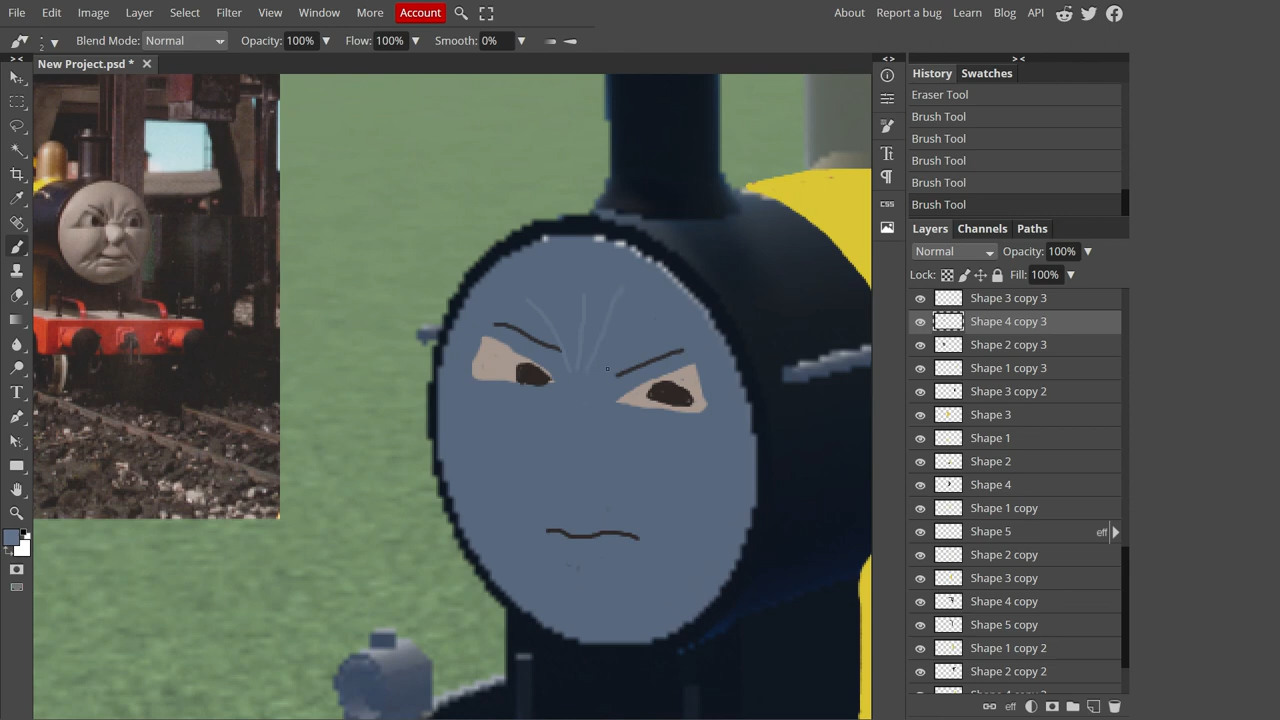 File Edit Image Layer Select Filter View Window More Account About Report a bug Learn Blog API
2 Blend Mode: Normal Opacity: 100% Flow: 100% Smooth: 0%
New Project.psd *
History Swatches
Eraser Tool
Brush Tool
Brush Tool
Brush Tool
Brush Tool
Brush Tool
Layers Channels Paths
Normal Opacity: 100%
Lock: Fill: 100%
Shape 3 copy 3
Shape 4 copy 3
Shape 2 copy 3
Shape 1 copy 3
Shape 3 copy 2
Shape 3
Shape 1
Shape 2
Shape 4
Shape 1 copy
Shape 5 eff
Shape 2 copy
Shape 3 copy
Shape 4 copy
Shape 5 copy
Shape 1 copy 2
Shape 2 copy 2
eff
CSS